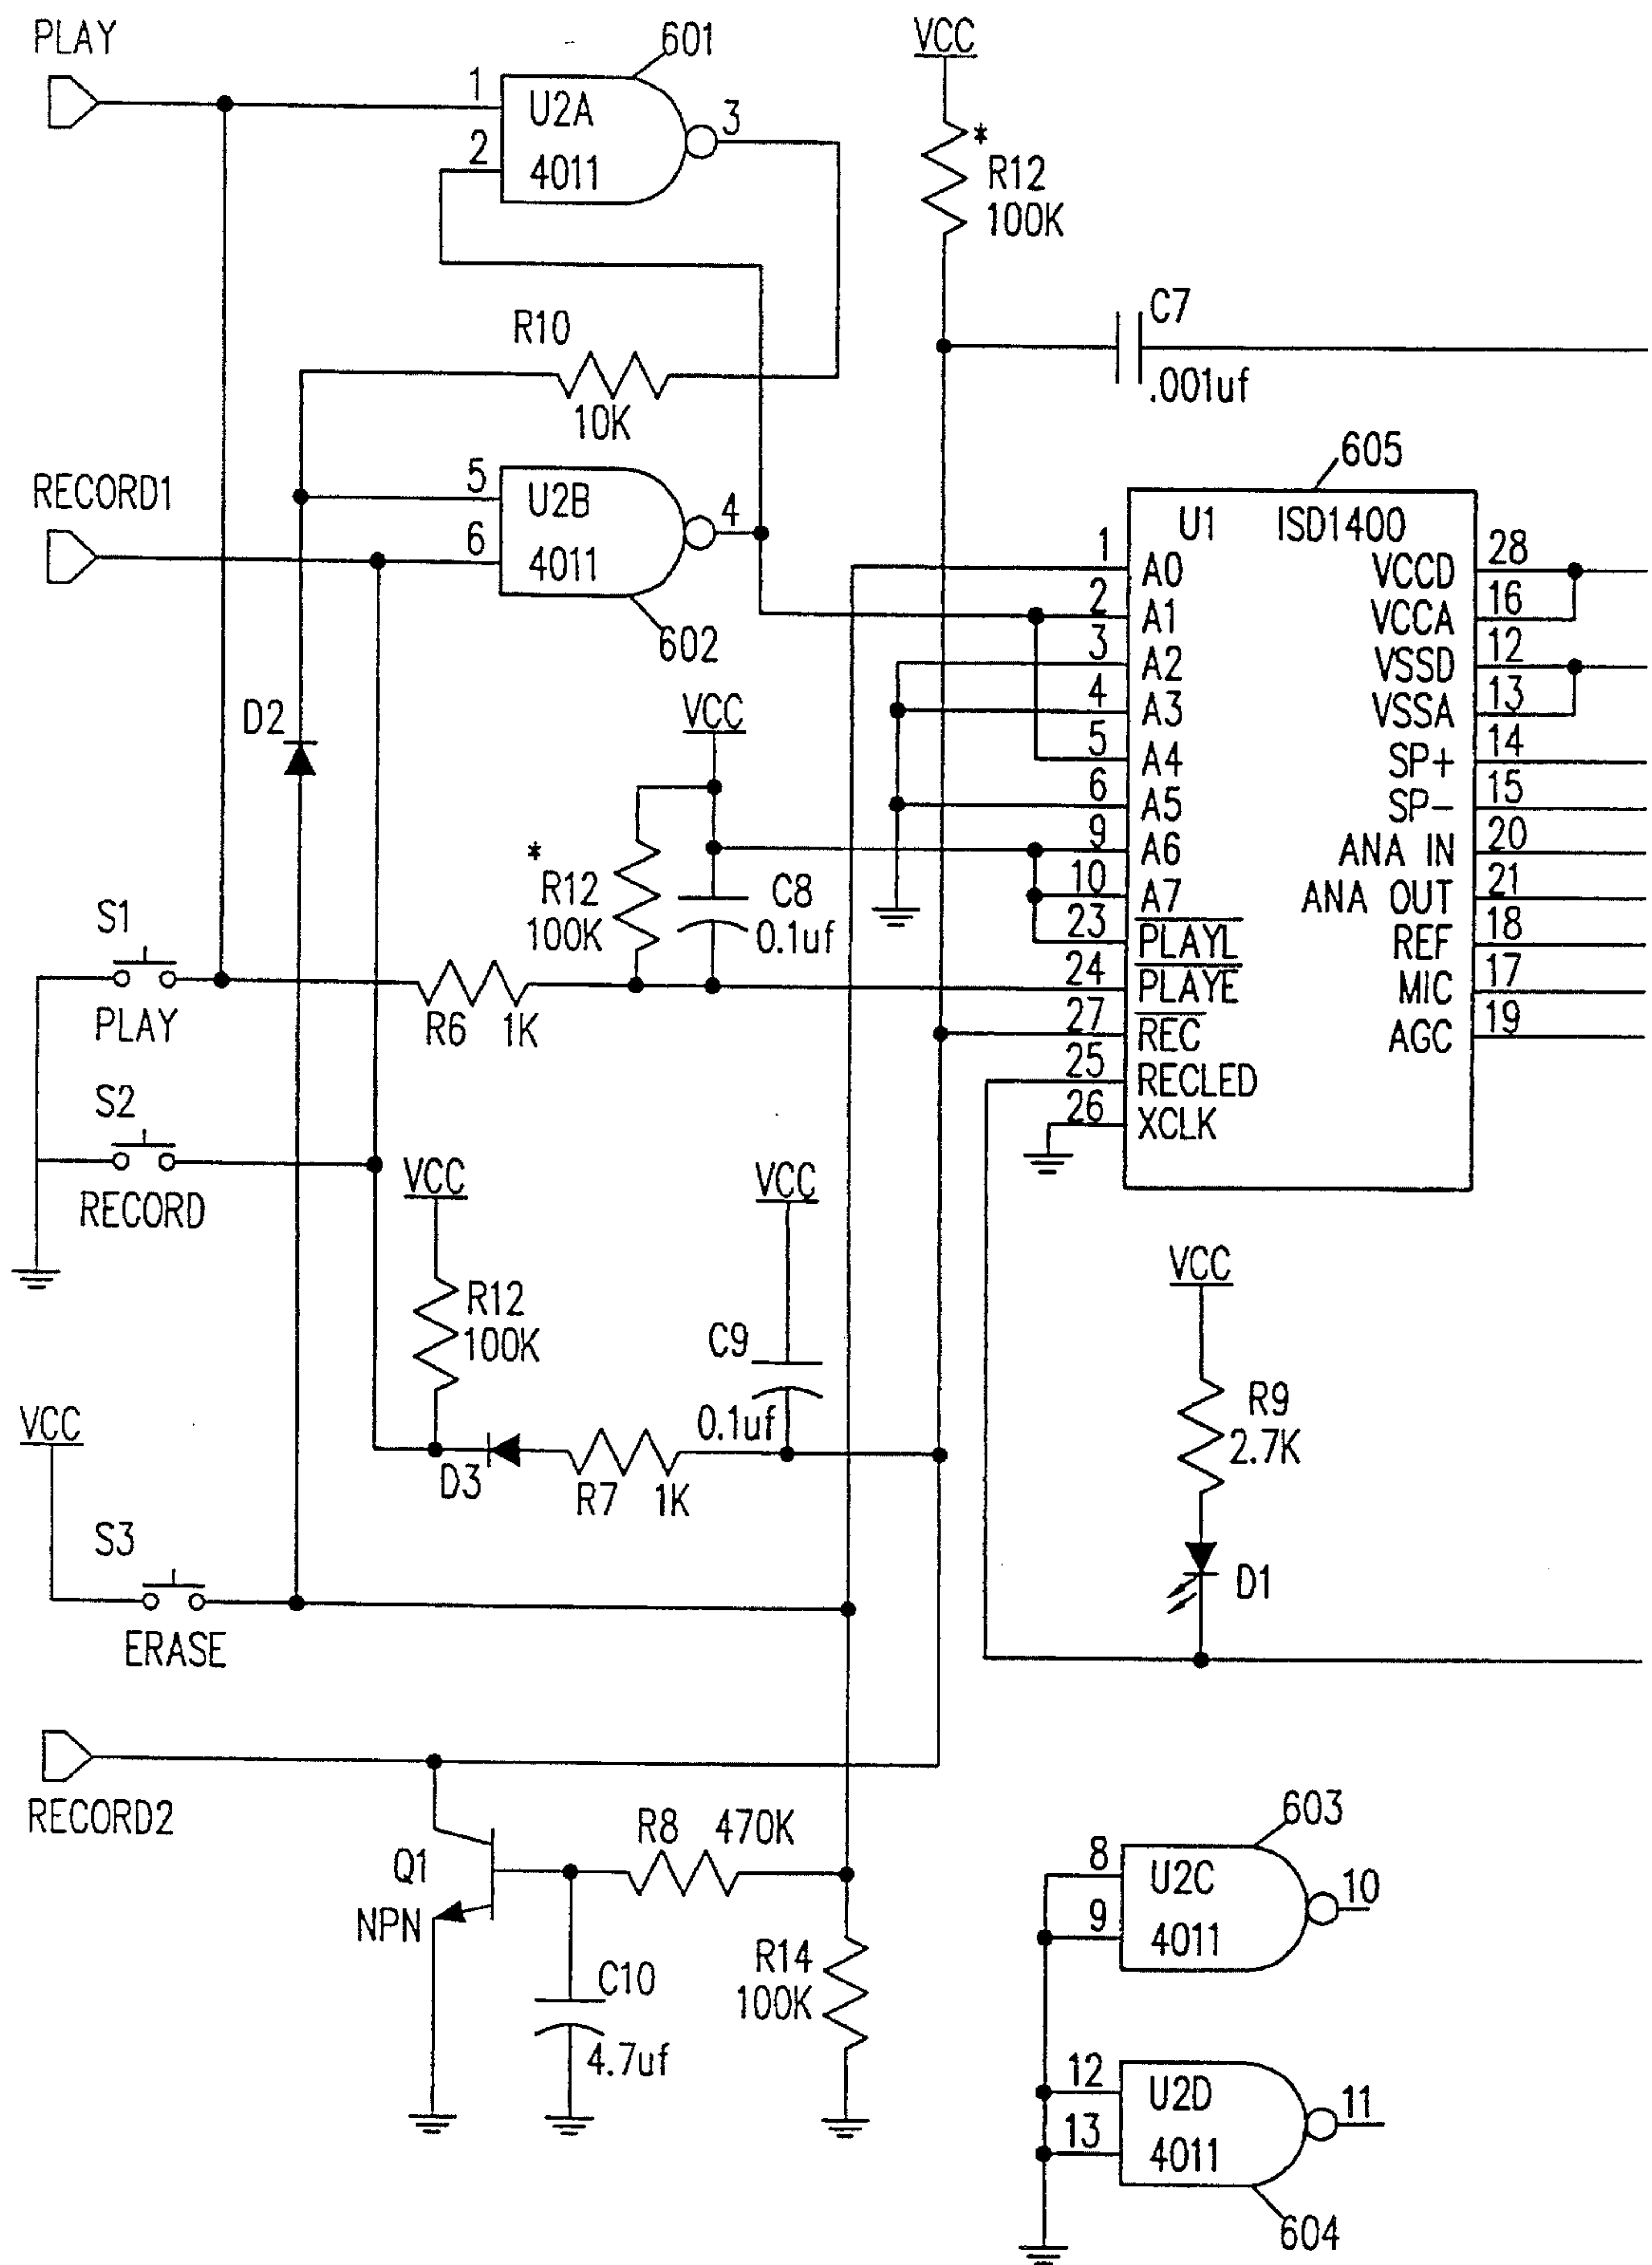 PLAY
601
VCC
1
U2A
3
2
4011
*
R12
100K
R10
10K
C7
.001uf
RECORD1
5
U2B
4
6
4011
602
605
U1 ISD1400
1 A0
2 A1
3 A2
4 A3
5 A4
6 A5
9 A6
10 A7
23 PLAYL
24 PLAYE
27 REC
25 RECLED
26 XCLK
VCCD 28
VCCA 16
VSSD 12
VSSA 13
SP+ 14
SP- 15
ANA IN 20
ANA OUT 21
REF 18
MIC 17
AGC 19
D2
VCC
*
R12
100K
C8
0.1uf
S1
PLAY
R6 1K
S2
RECORD
VCC
R12
100K
VCC
C9
0.1uf
D3
R7 1K
VCC
R9
2.7K
D1
VCC
S3
ERASE
RECORD2
Q1
NPN
R8 470K
C10
4.7uf
R14
100K
603
8
U2C
10
9
4011
12
U2D
11
13
4011
604